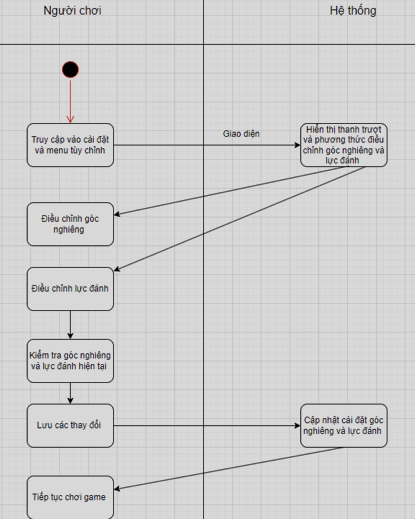 Người chơi
Hệ thống
Truy cập vào cài đặt
và menu tùy chỉnh
Giao diện
Hiển thị thanh trượt
và phương thức điều
chỉnh góc nghiêng và
lực đánh
Điều chỉnh góc
nghiêng
Điều chỉnh lực đánh
Kiểm tra góc nghiêng
và lực đánh hiện tại
Lưu các thay đổi
Cập nhật cài đặt góc
nghiêng và lực đánh
Tiếp tục chơi game